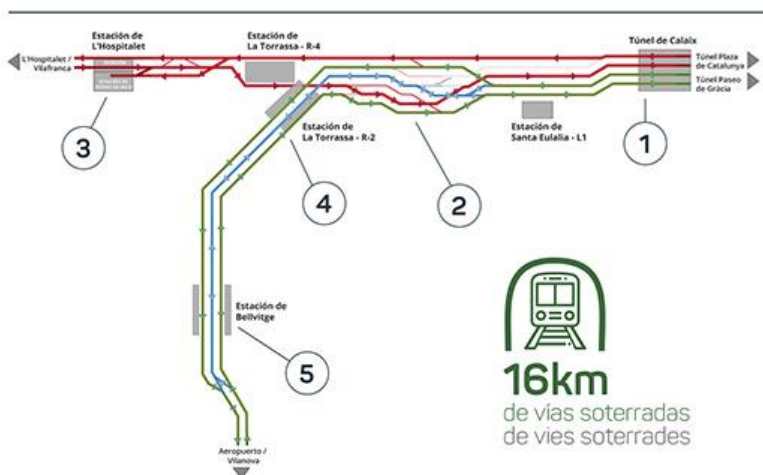 Estación de
L'Hospitalet
Estación de
La Torrassa - R-4
Túnel de Calaix
L'Hospitalet /
Vilafranca
Túnel Plaza
de Catalunya
Túnel Paseo
de Gràcia
Estación de
La Torrassa - R-2
Estación de
Santa Eulalia - L1
1
3
2
4
Estación de
Bellvitge
5
16km
de vías soterradas
de vies soterrades
Aeropuerto /
Vilanova